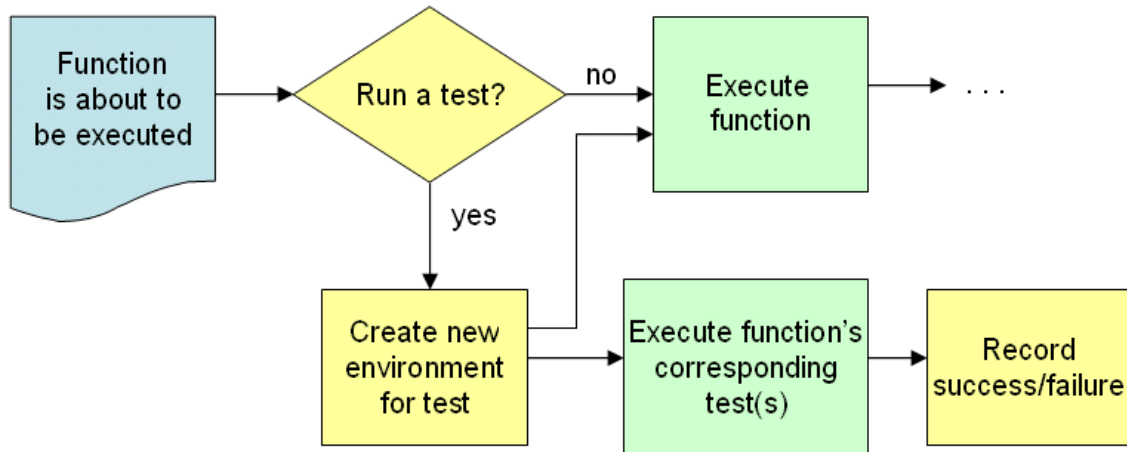 Function
is about to
be executed
Run a test?
no
Execute
function
. . .
yes
Create new
environment
for test
Execute function's
corresponding
test(s)
Record
success/failure